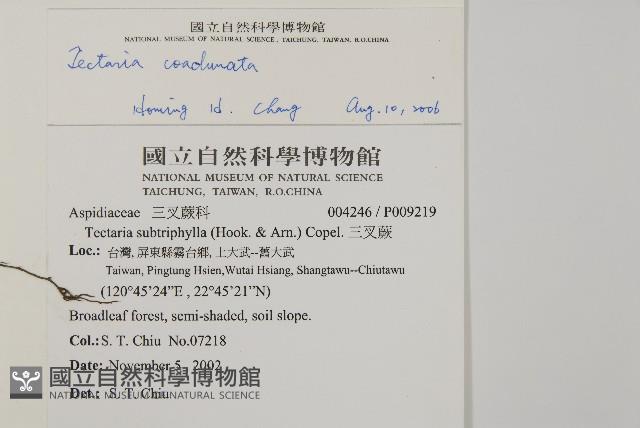 國立自然科學博物館
NATIONAL MUSEUM OF NATURAL SCIENCE, TAICHUNG, TAIWAN, R.O.CHINA
Tectaria coadunata
Homing H. Chang Aug. 10, 2006
國立自然科學博物館
NATIONAL MUSEUM OF NATURAL SCIENCE
TAICHUNG, TAIWAN, R.O.CHINA
Aspidiaceae 三叉蕨科 004246 / P009219
Tectaria subtriphylla (Hook. & Arn.) Copel. 三叉蕨
Loc.: 台灣, 屏東縣霧台鄉, 上大武--舊大武
Taiwan, Pingtung Hsien,Wutai Hsiang, Shangtawu--Chiutawu
(120°45'24”E , 22°45'21”N)
Broadleaf forest, semi-shaded, soil slope.
Col.: S. T. Chiu No.07218
Date: November 5, 2002
國立自然科學博物館
NATIONAL MUSEUM OF NATURAL SCIENCE
Det.: S. T. Chiu